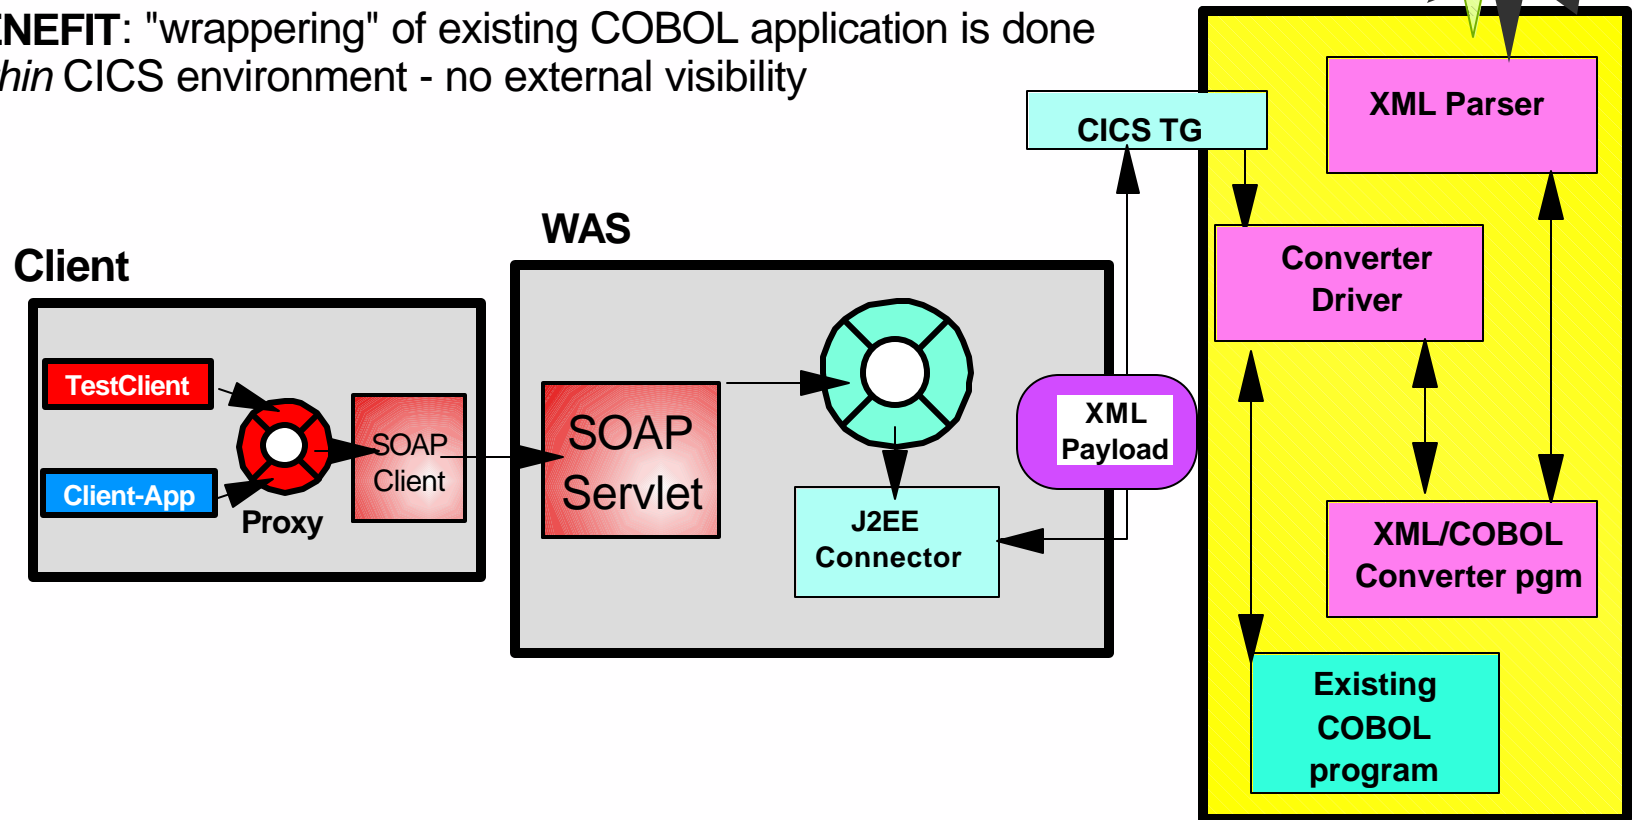 ENEFIT: "wrappering" of existing COBOL application is done
hin CICS environment - no external visibility
CICS TG
XML Parser
WAS
Client
Converter
Driver
TestClient
SOAP
Client
Client-App
Proxy
SOAP
Servlet
XML
Payload
J2EE
Connector
XML/COBOL
Converter pgm
Existing
COBOL
program